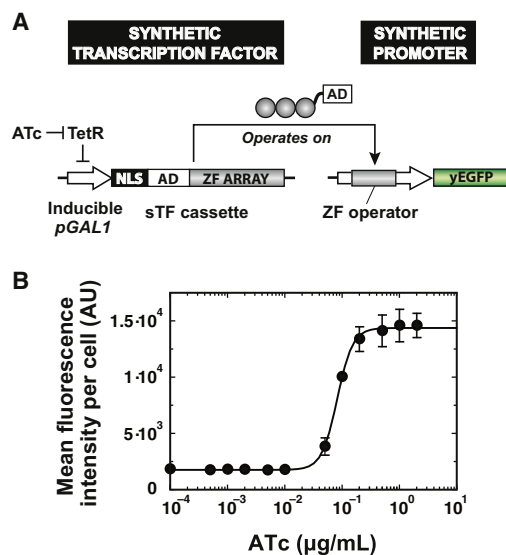 A
SYNTHETIC
TRANSCRIPTION FACTOR
SYNTHETIC
PROMOTER
AD
ATc
TetR
Operates on
NLS AD ZF ARRAY
yEGFP
Inducible
pGAL1
sTF cassette
ZF operator
B
Mean fluorescence
intensity per cell (AU)
1.5•10⁴
1•10⁴
5•10³
0
10⁻⁴ 10⁻³ 10⁻² 10⁻¹ 10⁰ 10¹
ATc (µg/mL)